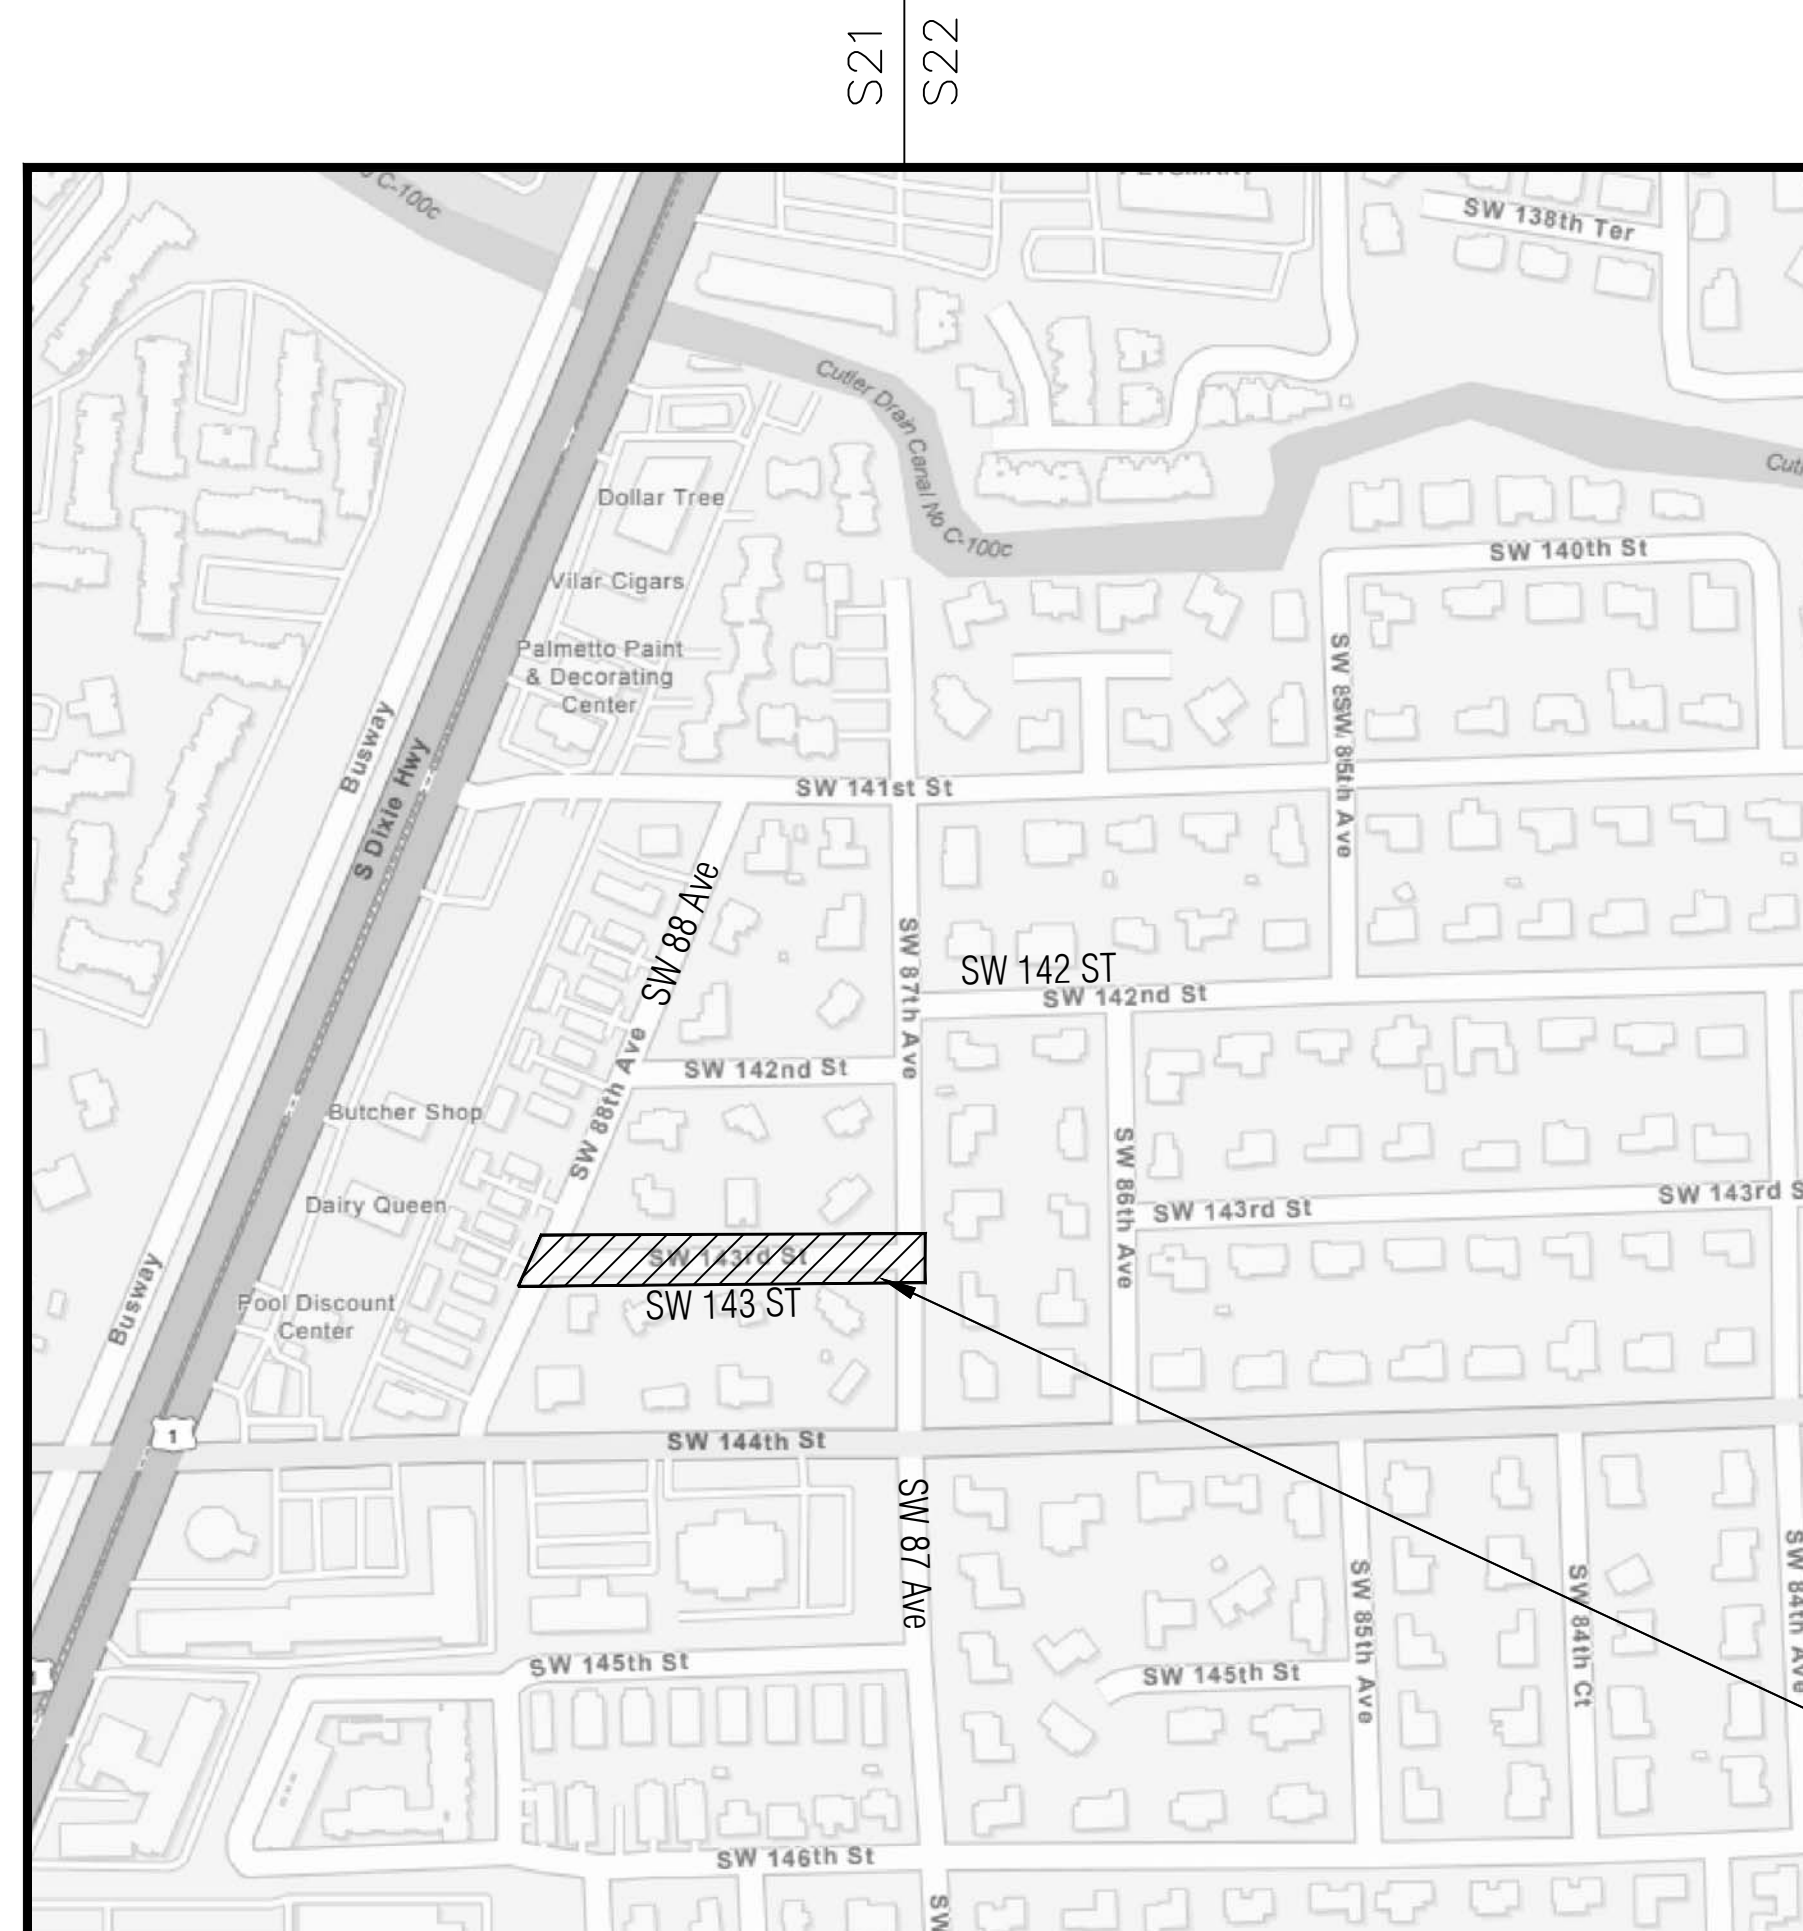 S21
S22
C-100c
SW 138th Ter
Cutler Drain Canal No C-100c
Dollar Tree
SW 140th St
Vilar Cigars
Palmetto Paint
& Decorating
Center
Busway
S Dixie Hwy
SW 141st St
SW 85th Ave
SW 88 Ave
SW 87th Ave
SW 142 ST
SW 142nd St
SW 142nd St
SW 88th Ave
Butcher Shop
SW 86th Ave
Dairy Queen
SW 143rd St
SW 143rd S
SW 143rd St
SW 143 ST
Busway
Pool Discount
Center
1
SW 144th St
SW 87 Ave
SW 85th Ave
SW 84th Ct
SW 84th Ave
SW 145th St
SW 145th St
SW 146th St
SW